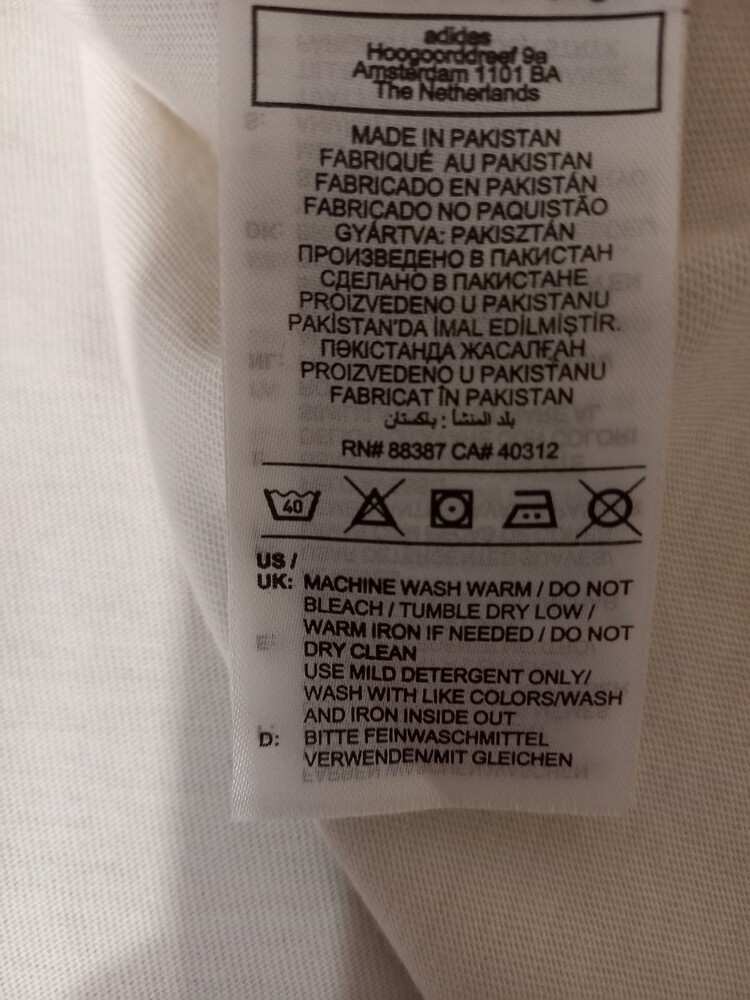 adidas
Hoogoorddreef 9a
Amsterdam 1101 BA
The Netherlands
MADE IN PAKISTAN
FABRIQUÉ AU PAKISTAN
FABRICADO EN PAKISTÁN
FABRICADO NO PAQUISTÃO
GYÁRTVA: PAKISZTÁN
ПРОИЗВЕДЕНО В ПАКИСТАН
СДЕЛАНО В ПАКИСТАНЕ
PROIZVEDENO U PAKISTANU
PAKİSTAN'DA İMAL EDİLMİŞTİR.
ПӘКІСТАНДА ЖАСАЛҒАН
PROIZVEDENO U PAKISTANU
FABRICAT ÎN PAKISTAN
بلد المنشأ : باكستان
RN# 88387 CA# 40312
40
US /
UK: MACHINE WASH WARM / DO NOT
BLEACH / TUMBLE DRY LOW /
WARM IRON IF NEEDED / DO NOT
DRY CLEAN
USE MILD DETERGENT ONLY/
WASH WITH LIKE COLORS/WASH
AND IRON INSIDE OUT
D: BITTE FEINWASCHMITTEL
VERWENDEN/MIT GLEICHEN